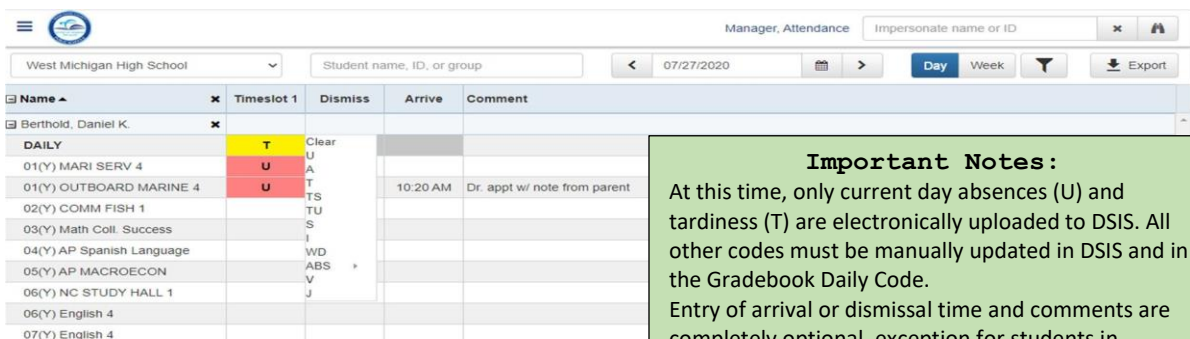 Manager, Attendance Impersonate name or ID
West Michigan High School Student name, ID, or group 07/27/2020 Day Week Export
Name Timeslot 1 Dismiss Arrive Comment
Berthold, Daniel K.
DAILY T
01(Y) MARI SERV 4 U
01(Y) OUTBOARD MARINE 4 U 10:20 AM Dr. appt w/ note from parent
02(Y) COMM FISH 1
03(Y) Math Coll. Success
04(Y) AP Spanish Language
05(Y) AP MACROECON
06(Y) NC STUDY HALL 1
06(Y) English 4
07(Y) English 4
Clear
U
A
T
TS
TU
S
I
WD
ABS
V
J
Important Notes:
At this time, only current day absences (U) and
tardiness (T) are electronically uploaded to DSIS. All
other codes must be manually updated in DSIS and in
the Gradebook Daily Code.
Entry of arrival or dismissal time and comments are
completely optional, exception for students in